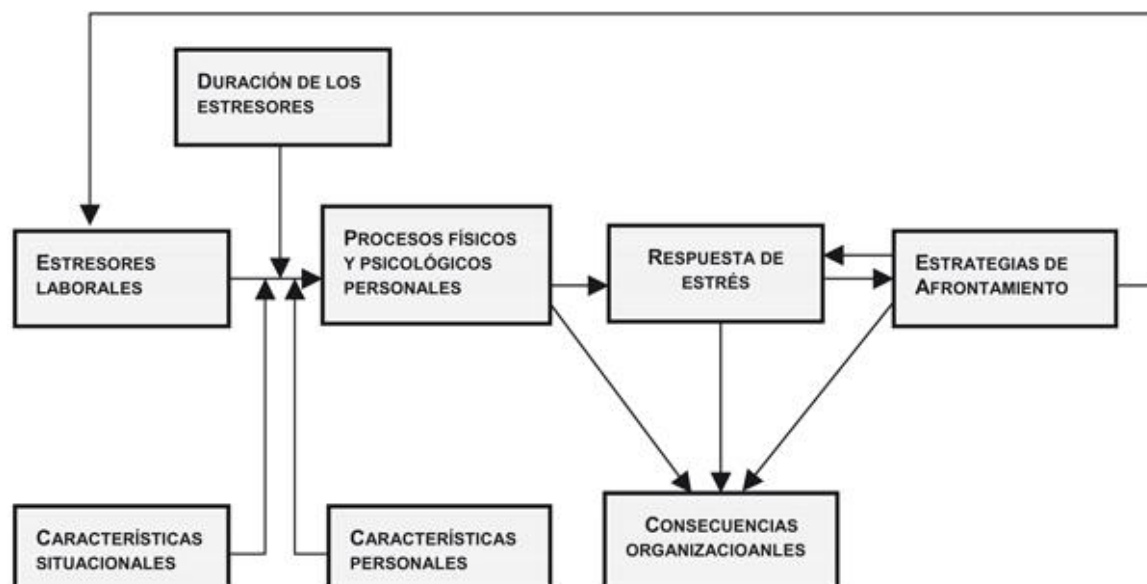 DURACIÓN DE LOS
ESTRESORES
ESTRESORES
LABORALES
PROCESOS FÍSICOS
Y PSICOLÓGICOS
PERSONALES
RESPUESTA DE
ESTRÉS
ESTRATEGIAS DE
AFRONTAMIENTO
CARACTERÍSTICAS
SITUACIONALES
CARACTERÍSTICAS
PERSONALES
CONSECUENCIAS
ORGANIZACIOANLES